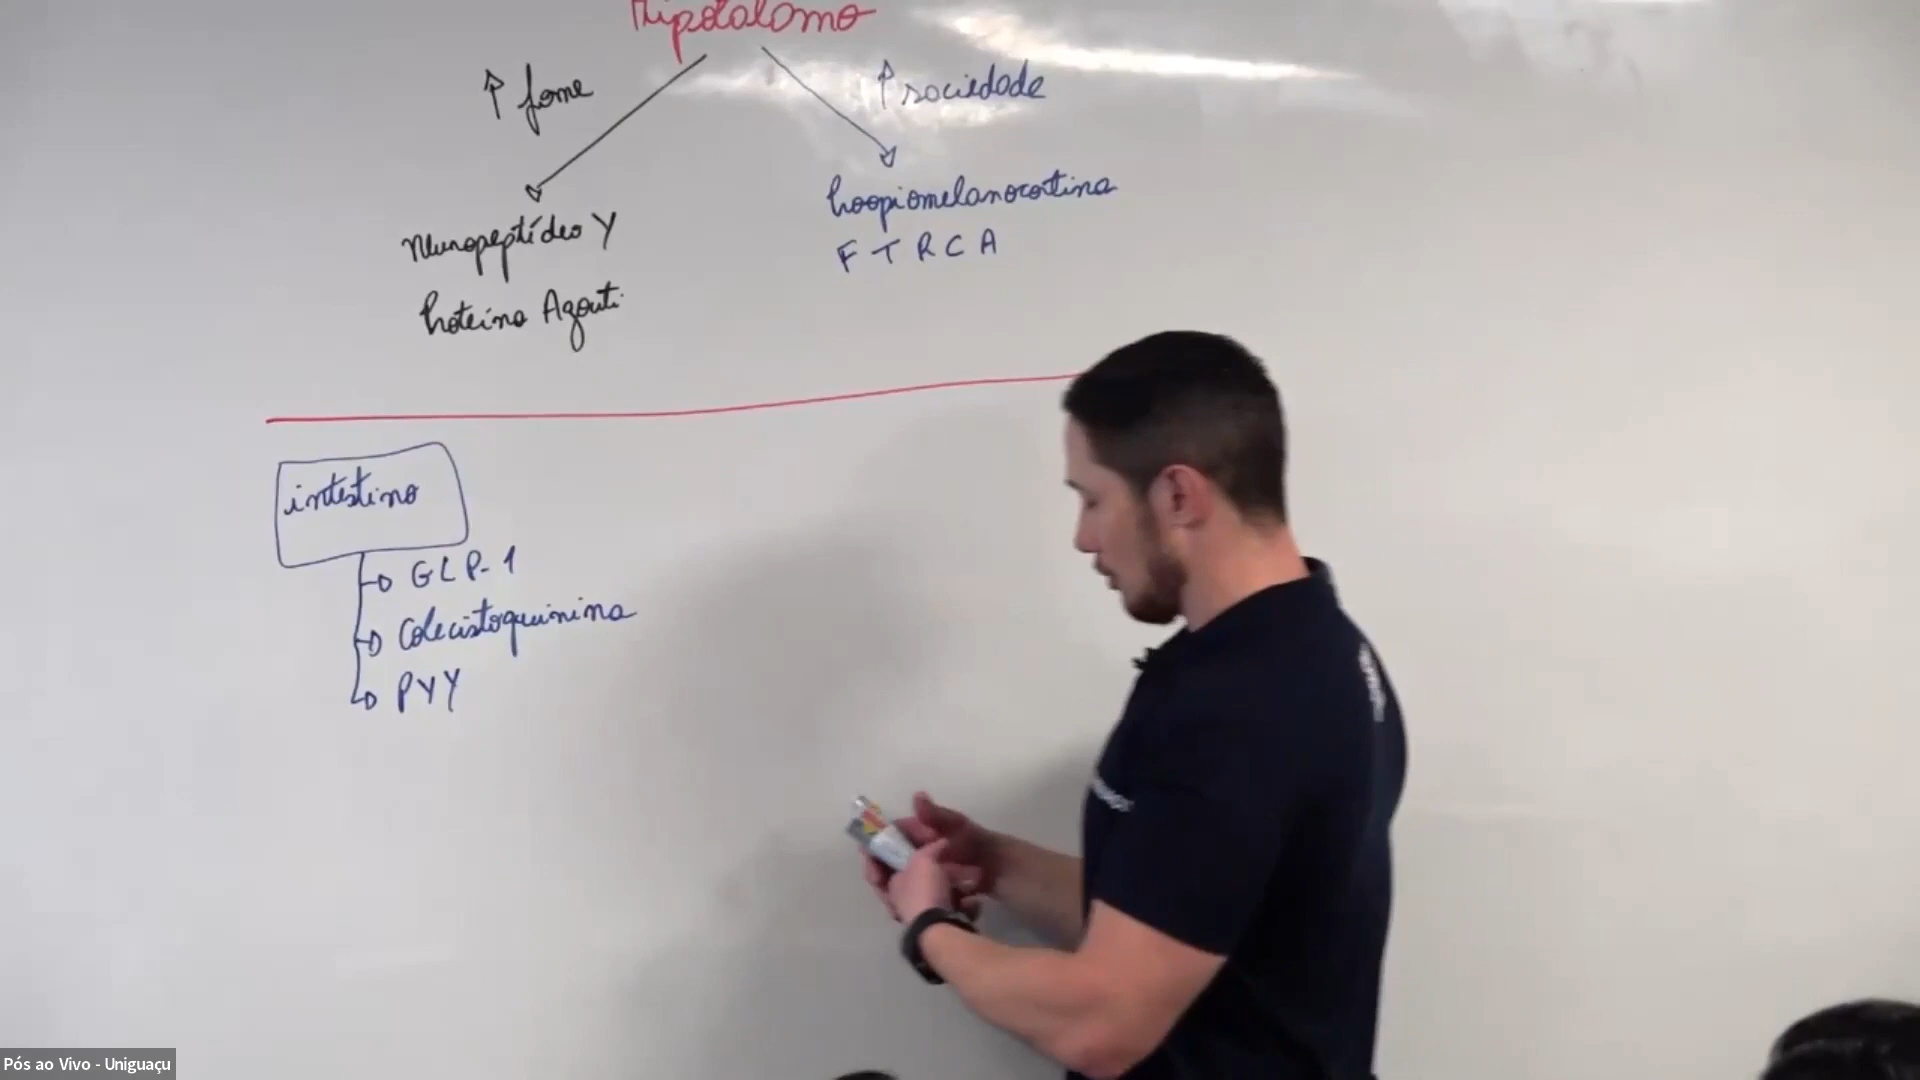 Hipotálamo
↑ fome
↑ saciedade
Neuropeptídeo Y
Proteína Agouti
Proopiomelanocortina
F T R C A
intestino
GLP-1
Colecistoquinina
PYY
Pós ao Vivo - Uniguaçu